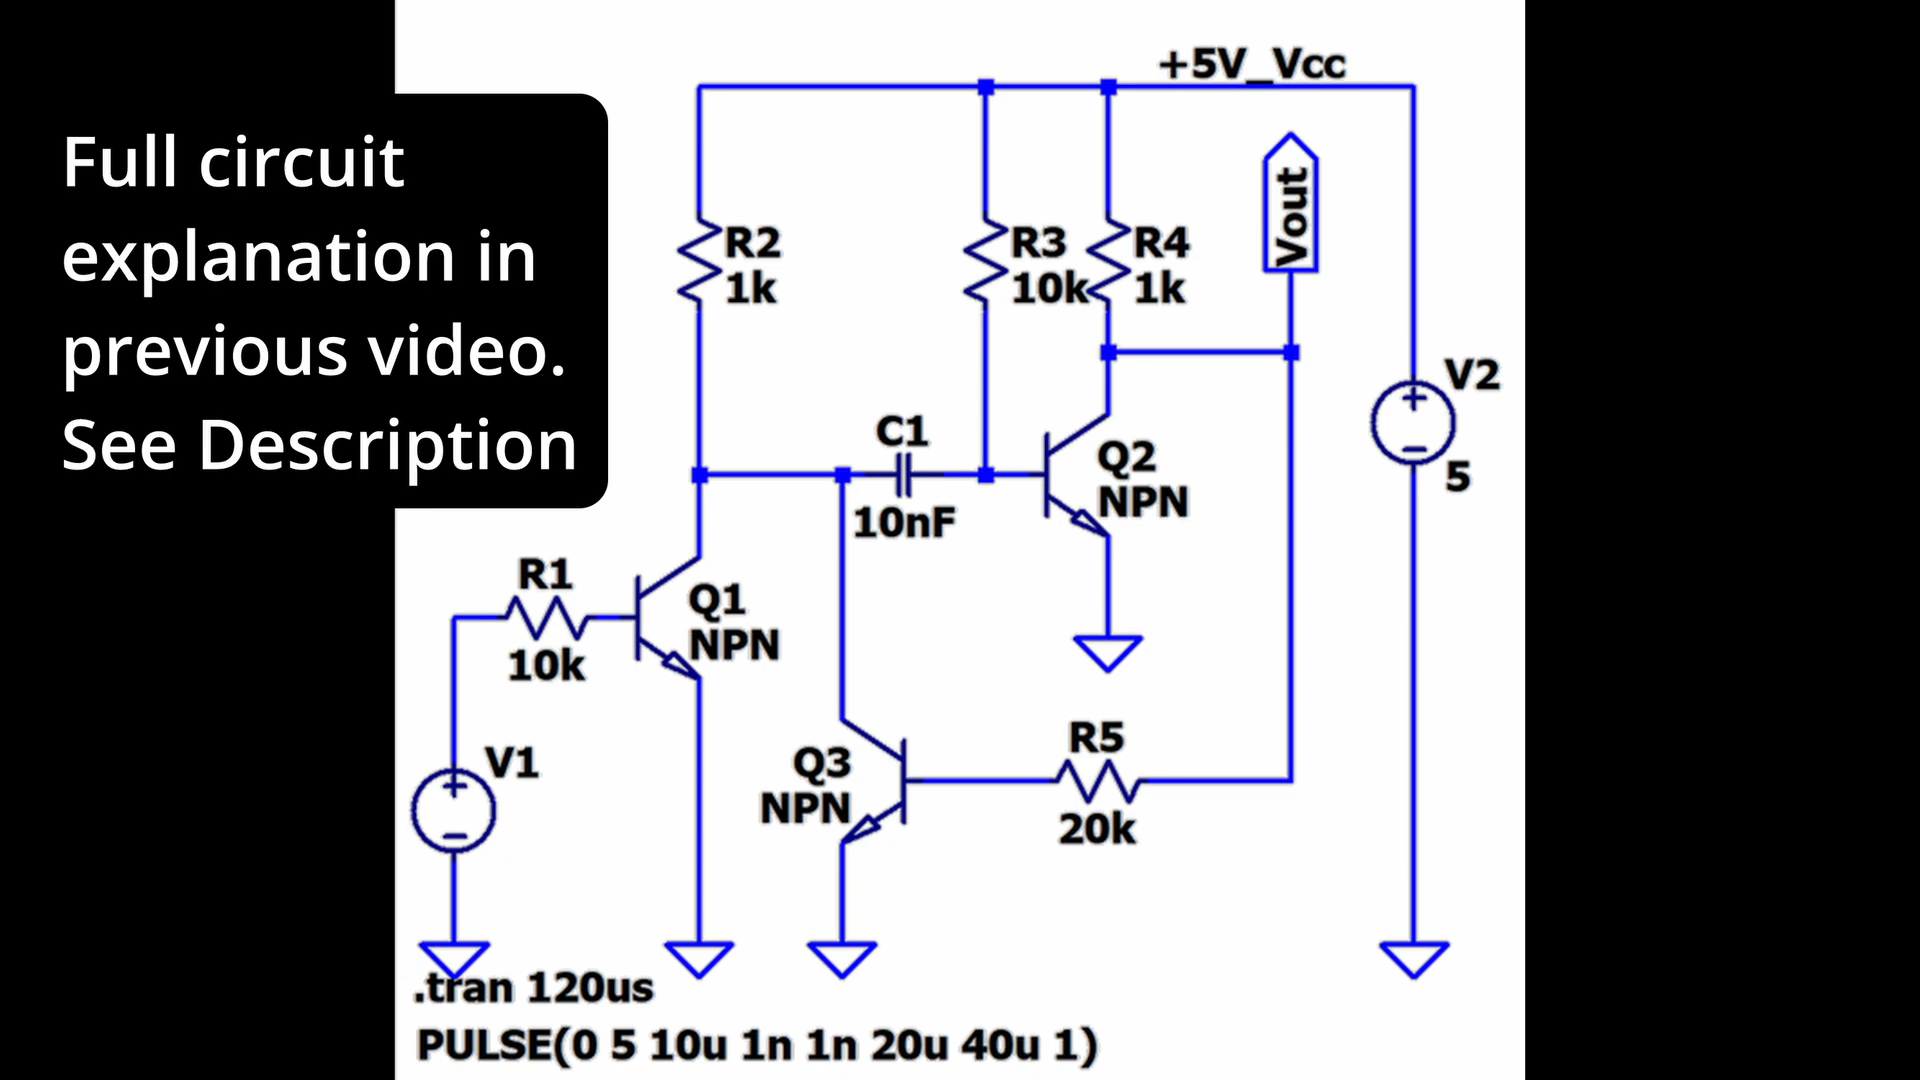 Full circuit
explanation in
previous video.
See Description
+5V_Vcc
Vout
R2
1k
R3
10k
R4
1k
V2
5
C1
10nF
Q2
NPN
R1
10k
Q1
NPN
V1
Q3
NPN
R5
20k
.tran 120us
PULSE(0 5 10u 1n 1n 20u 40u 1)